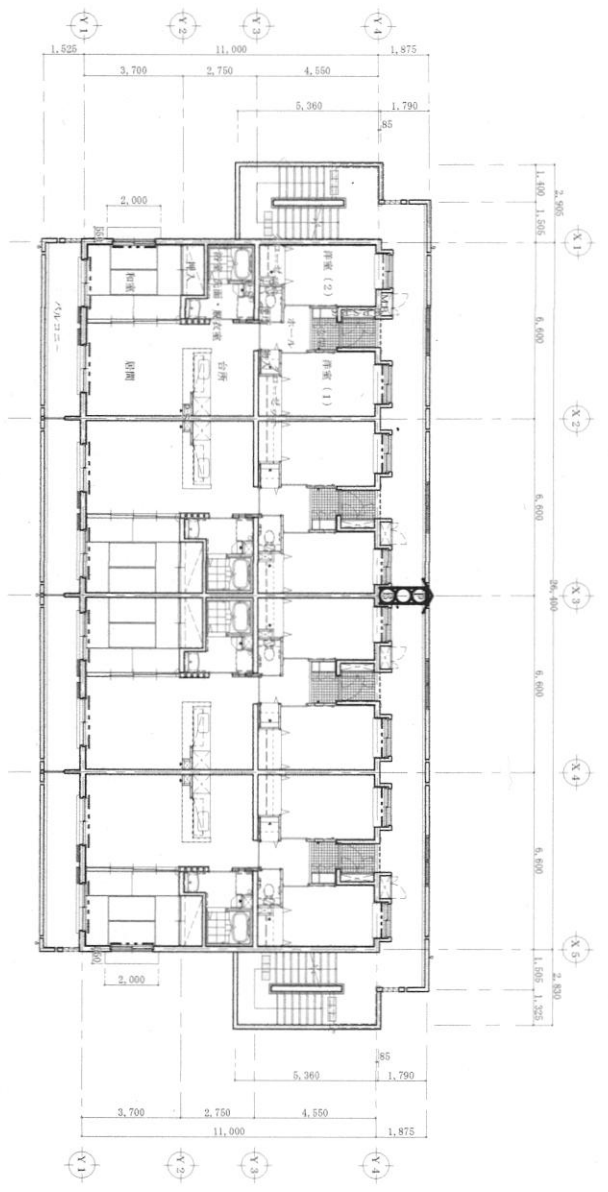 Y1
Y2
Y3
Y4
1,525
11,000
1,875
3,700
2,750
4,550
5,360
1,790
85
1,400
1,505
2,905
2,000
X1
和室
押入
洗面・脱衣室
洋室(2)
ホール
MB
バルコニー
居間
台所
洋室(1)
6,600
X2
6,600
X3
26,400
6,600
X4
6,600
X5
2,000
1,505
1,325
2,830
85
5,360
1,790
3,700
2,750
4,550
11,000
1,875
Y1
Y2
Y3
Y4